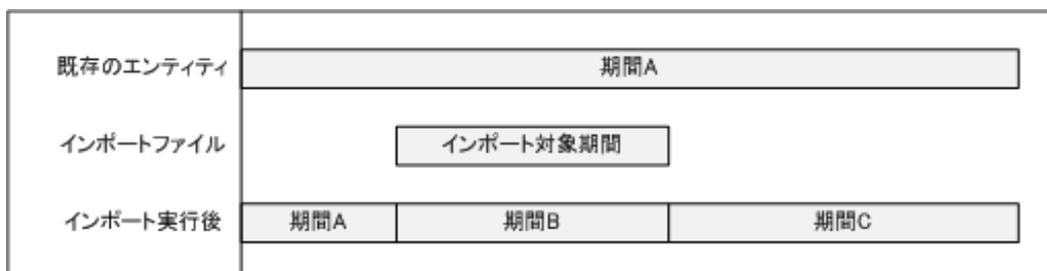 既存のエンティティ 期間A
インポートファイル インポート対象期間
インポート実行後 期間A 期間B 期間C